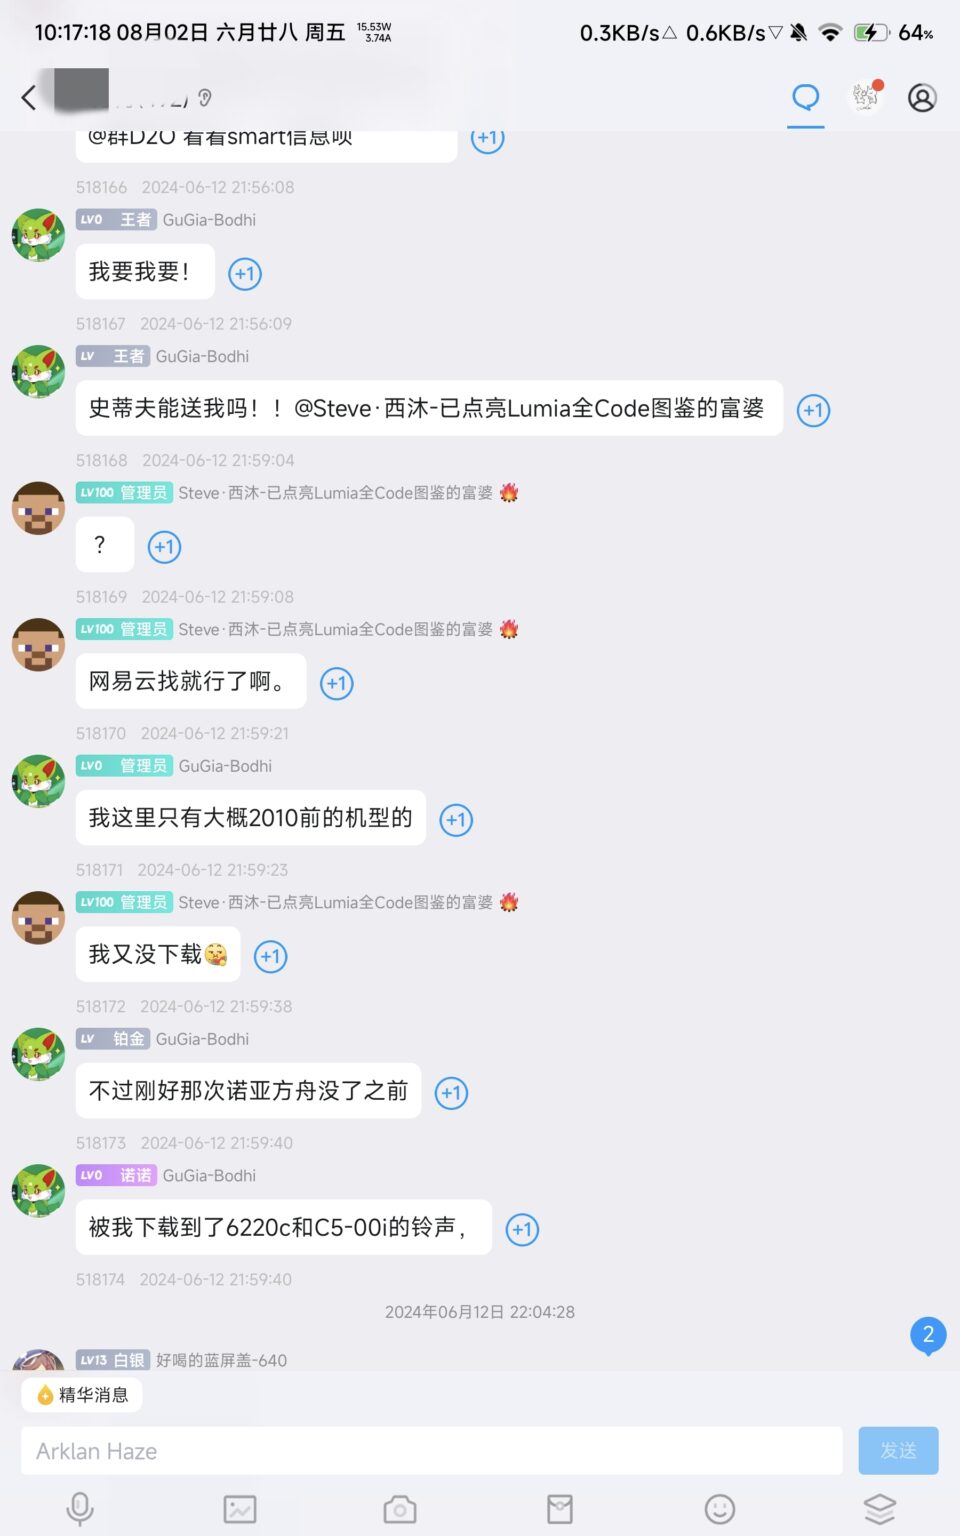 10:17:18 08月02日 六月廿八 周五 15.53W 3.74A 0.3KB/s△ 0.6KB/s▽ 64%
@群D2O 看看smart信息呗 +1
518166 2024-06-12 21:56:08
LV0 王者 GuGia-Bodhi
我要我要! +1
518167 2024-06-12 21:56:09
LV 王者 GuGia-Bodhi
史蒂夫能送我吗！！@Steve·西沐-已点亮Lumia全Code图鉴的富婆 +1
518168 2024-06-12 21:59:04
LV100 管理员 Steve·西沐-已点亮Lumia全Code图鉴的富婆
? +1
518169 2024-06-12 21:59:08
LV100 管理员 Steve·西沐-已点亮Lumia全Code图鉴的富婆
网易云找就行了啊。 +1
518170 2024-06-12 21:59:21
LV0 管理员 GuGia-Bodhi
我这里只有大概2010前的机型的 +1
518171 2024-06-12 21:59:23
LV100 管理员 Steve·西沐-已点亮Lumia全Code图鉴的富婆
我又没下载 +1
518172 2024-06-12 21:59:38
LV 铂金 GuGia-Bodhi
不过刚好那次诺亚方舟没了之前 +1
518173 2024-06-12 21:59:40
LV0 诺诺 GuGia-Bodhi
被我下载到了6220c和C5-00i的铃声， +1
518174 2024-06-12 21:59:40
2024年06月12日 22:04:28
2
LV13 白银 好喝的蓝屏盖-640
精华消息
Arklan Haze
发送